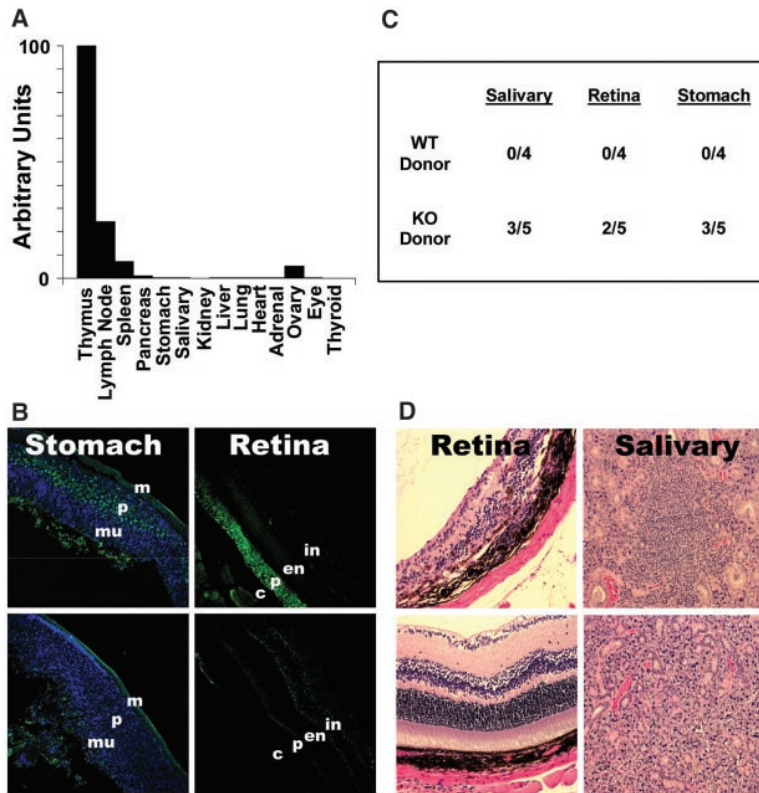 A
Arbitrary Units
100
0
Thymus
Lymph Node
Spleen
Pancreas
Stomach
Salivary
Kidney
Liver
Lung
Heart
Adrenal
Ovary
Eye
Thyroid
C
Salivary Retina Stomach
WT
Donor 0/4 0/4 0/4
KO
Donor 3/5 2/5 3/5
B
Stomach Retina
m
p
mu
in
en
p
c
m
p
mu
in
en
p
c
D
Retina Salivary